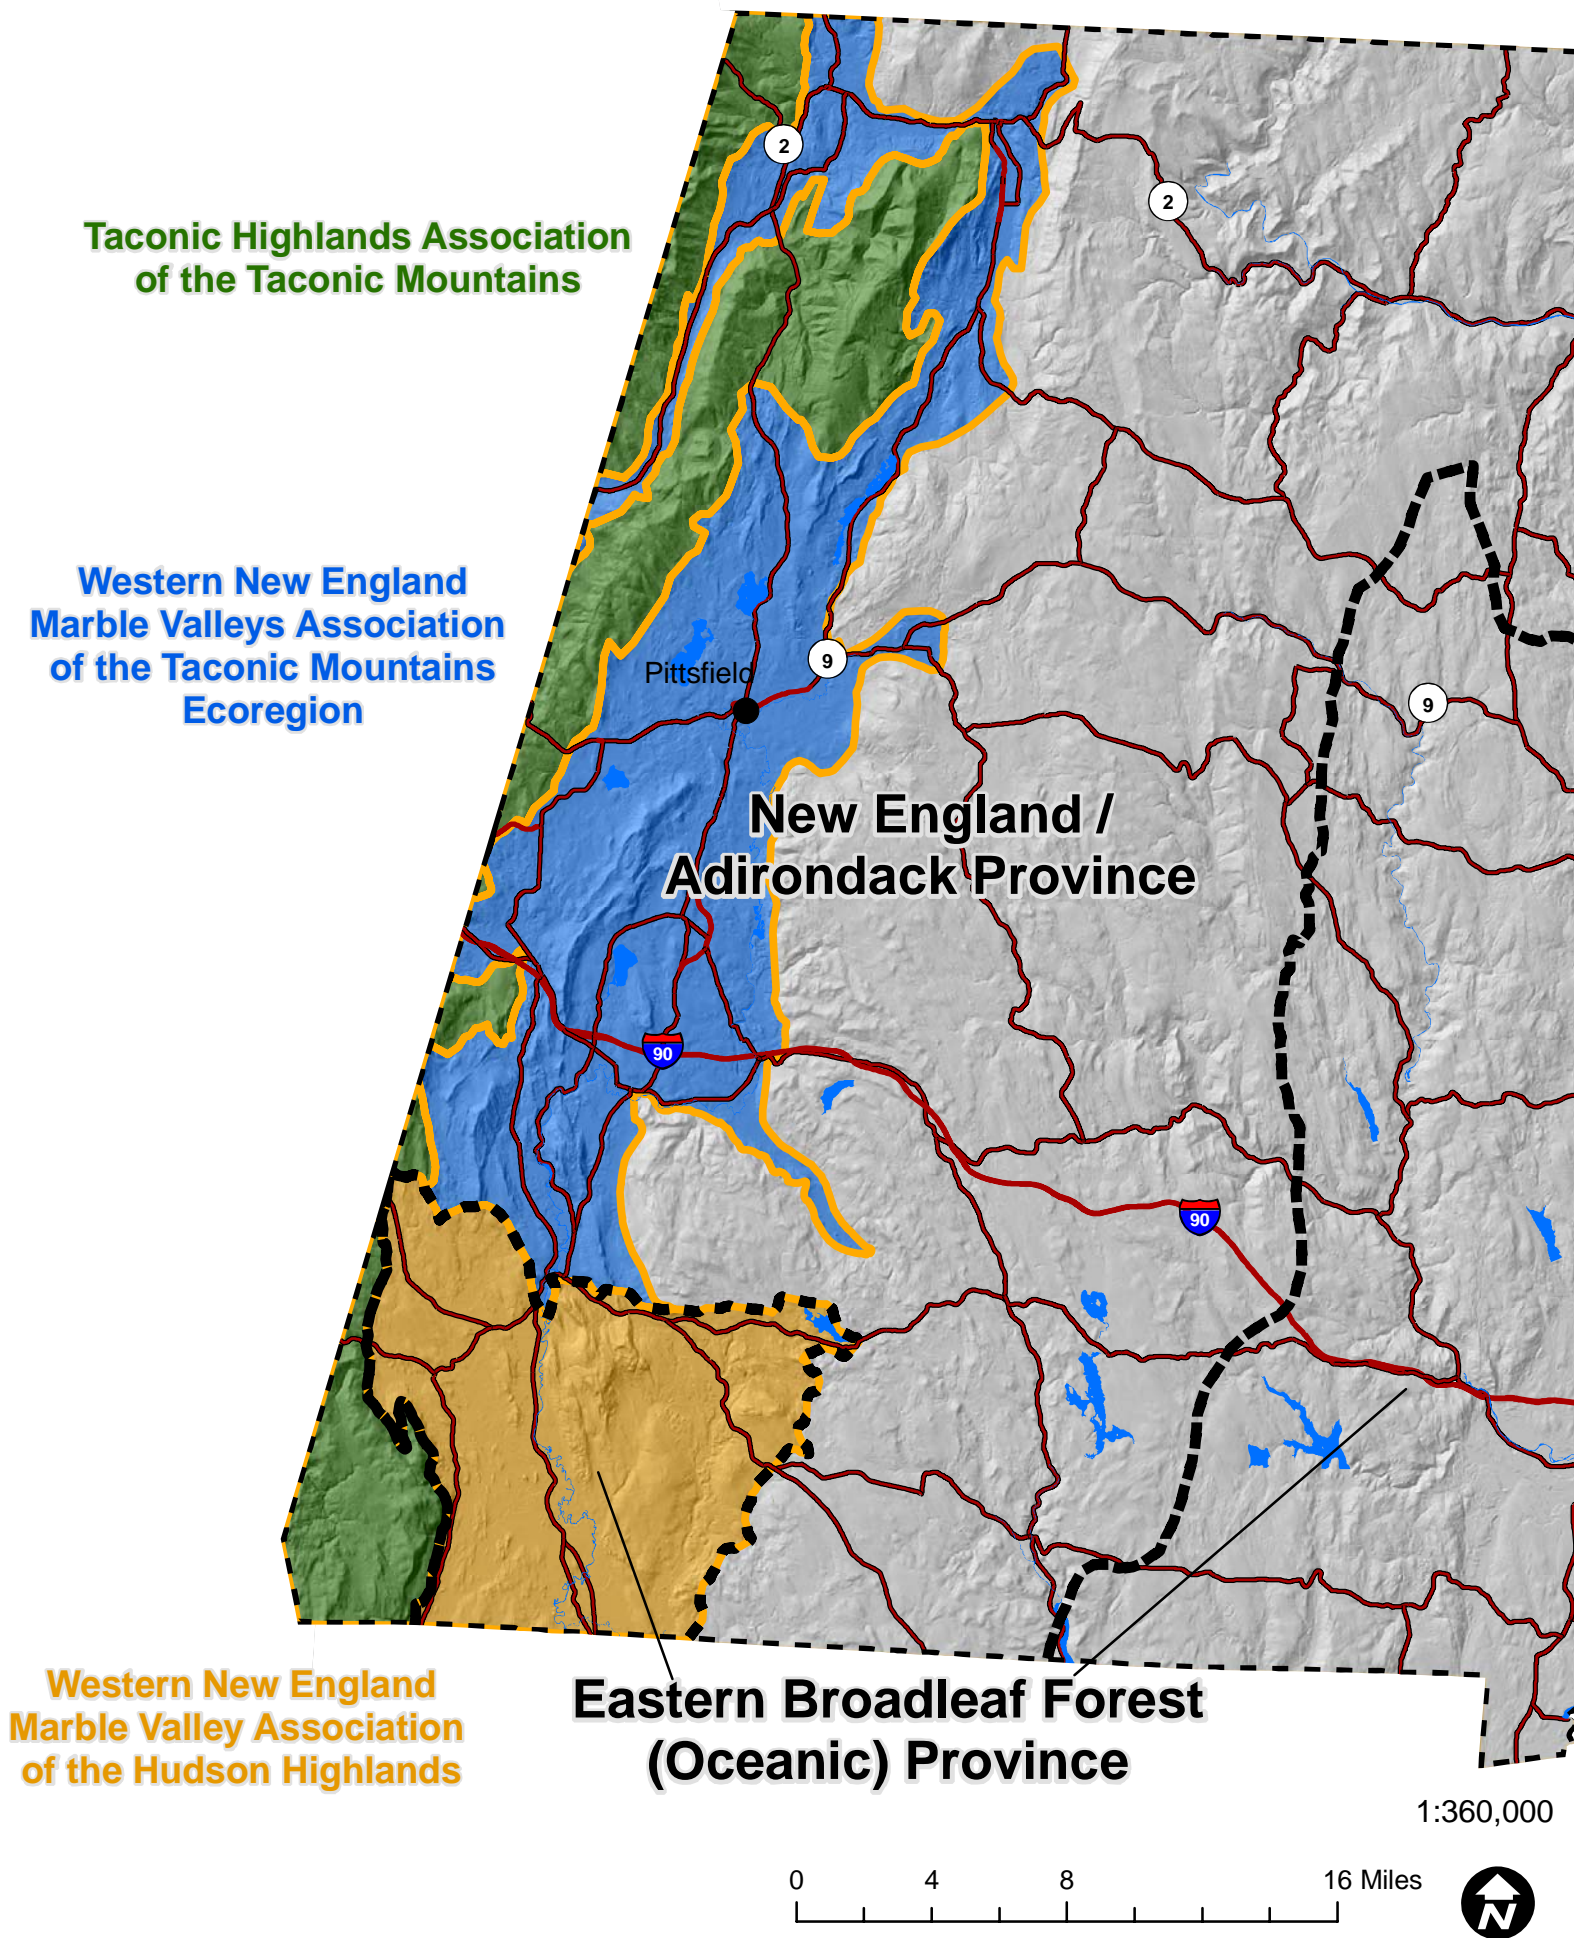 2
2
Taconic Highlands Association
of the Taconic Mountains
Western New England
Marble Valleys Association
of the Taconic Mountains
Ecoregion
Pittsfield
9
9
New England /
Adirondack Province
90
90
Western New England
Marble Valley Association
of the Hudson Highlands
Eastern Broadleaf Forest
(Oceanic) Province
1:360,000
0 4 8 16 Miles
N